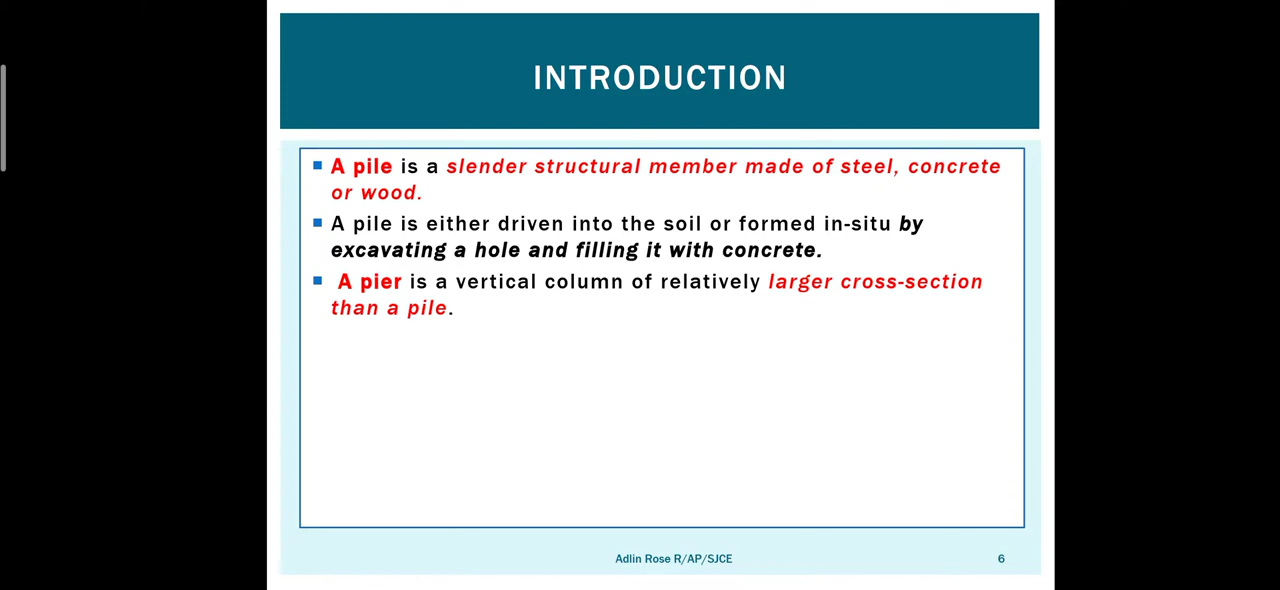 INTRODUCTION
A pile is a slender structural member made of steel, concrete
or wood.
A pile is either driven into the soil or formed in-situ by
excavating a hole and filling it with concrete.
A pier is a vertical column of relatively larger cross-section
than a pile.
Adlin Rose R/AP/SJCE
6